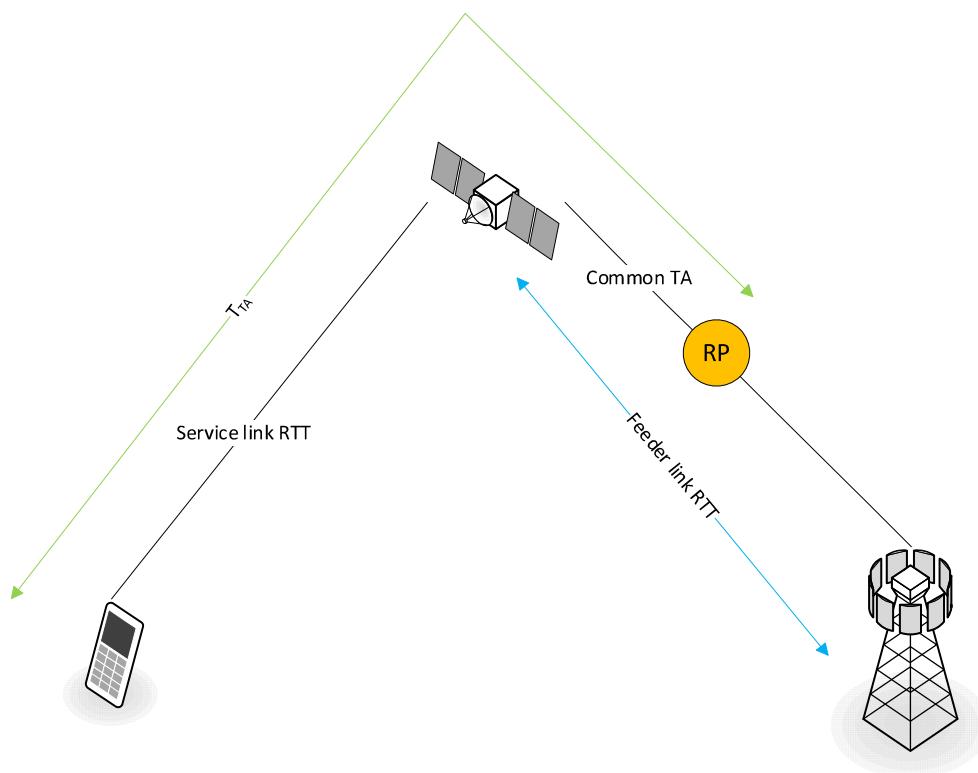 Common TA
T_TA
RP
Service link RTT
Feeder link RTT